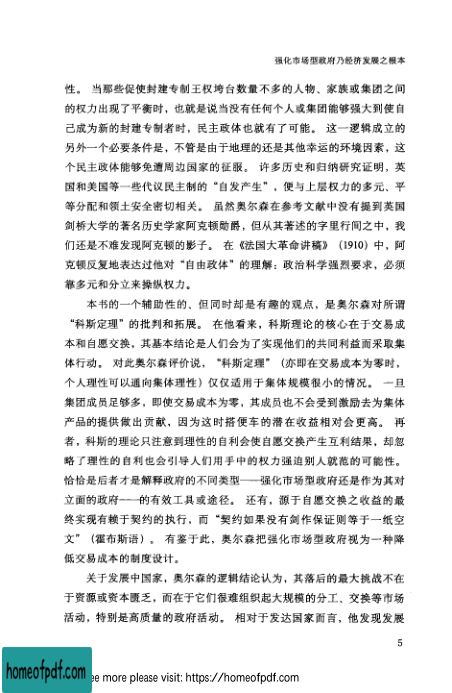 强化市场型政府乃经济发展之根本
性。 当那些促使封建专制王权垮台数量不多的人物、家族或集团之间
的权力出现了平衡时，也就是说当没有任何个人或集团能够强大到使自
己成为新的封建专制者时，民主政体也就有了可能。 这一逻辑成立的
另外一个必要条件是，不管是由于地理的还是其他幸运的环境因素，这
个民主政体能够免遭周边国家的征服。 许多历史和归纳研究证明，英
国和美国等一些代议民主制的“自发产生”，便与上层权力的多元、平
等分配和领土安全密切相关。 虽然奥尔森在参考文献中没有提到英国
剑桥大学的著名历史学家阿克顿勋爵，但从其著述的字里行间之中，我
们还是不难发现阿克顿的影子。 在《法国大革命讲稿》（1910）中，阿
克顿反复地表达过他对“自由政体”的理解：政治科学强烈要求，必须
靠多元和分立来操纵权力。
本书的一个辅助性的、但同时却是有趣的观点，是奥尔森对所谓
“科斯定理”的批判和拓展。 在他看来，科斯理论的核心在于交易成
本和自愿交换，其基本结论是人们会为了实现他们的共同利益而采取集
体行动。 对此奥尔森评价说，“科斯定理”（亦即在交易成本为零时，
个人理性可以通向集体理性）仅仅适用于集体规模很小的情况。 一旦
集团成员足够多，即使交易成本为零，其成员也不会受到激励去为集体
产品的提供做出贡献，因为这时搭便车的潜在收益相对会更高。 再
者，科斯的理论只注意到理性的自利会使自愿交换产生互利结果，却忽
略了理性的自利也会引导人们用手中的权力强迫别人就范的可能性。
恰恰是后者才是解释政府的不同类型——强化市场型政府还是作为其对
立面的政府——的有效工具或途径。 还有，源于自愿交换之收益的最
终实现有赖于契约的执行，而“契约如果没有剑作保证则等于一纸空
文”（霍布斯语）。 有鉴于此，奥尔森把强化市场型政府视为一种降
低交易成本的制度设计。
关于发展中国家，奥尔森的逻辑结论认为，其落后的最大挑战不在
于资源或资本匮乏，而在于它们很难组织起大规模的分工、交换等市场
活动，特别是高质量的政府活动。 相对于发达国家而言，他发现发展
5
homeofpdf.com
ee more please visit: https://homeofpdf.com